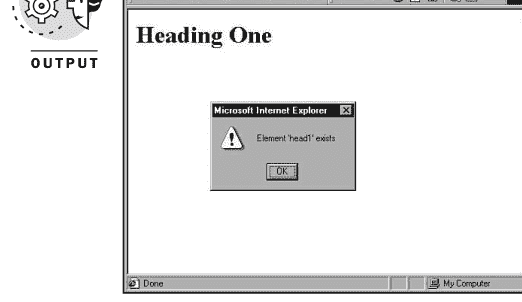 Heading One
OUTPUT
Microsoft Internet Explorer
Element 'head1' exists
OK
Done
My Computer